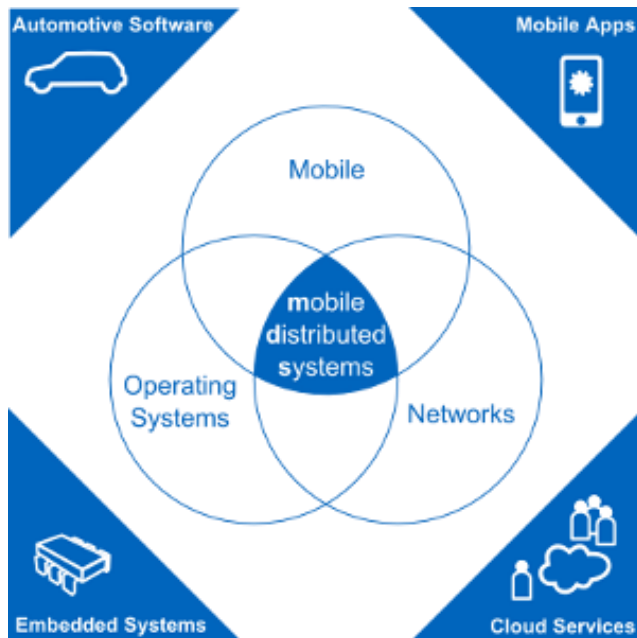 Automotive Software
Mobile Apps
Mobile
mobile
distributed
systems
Operating
Systems
Networks
Embedded Systems
Cloud Services